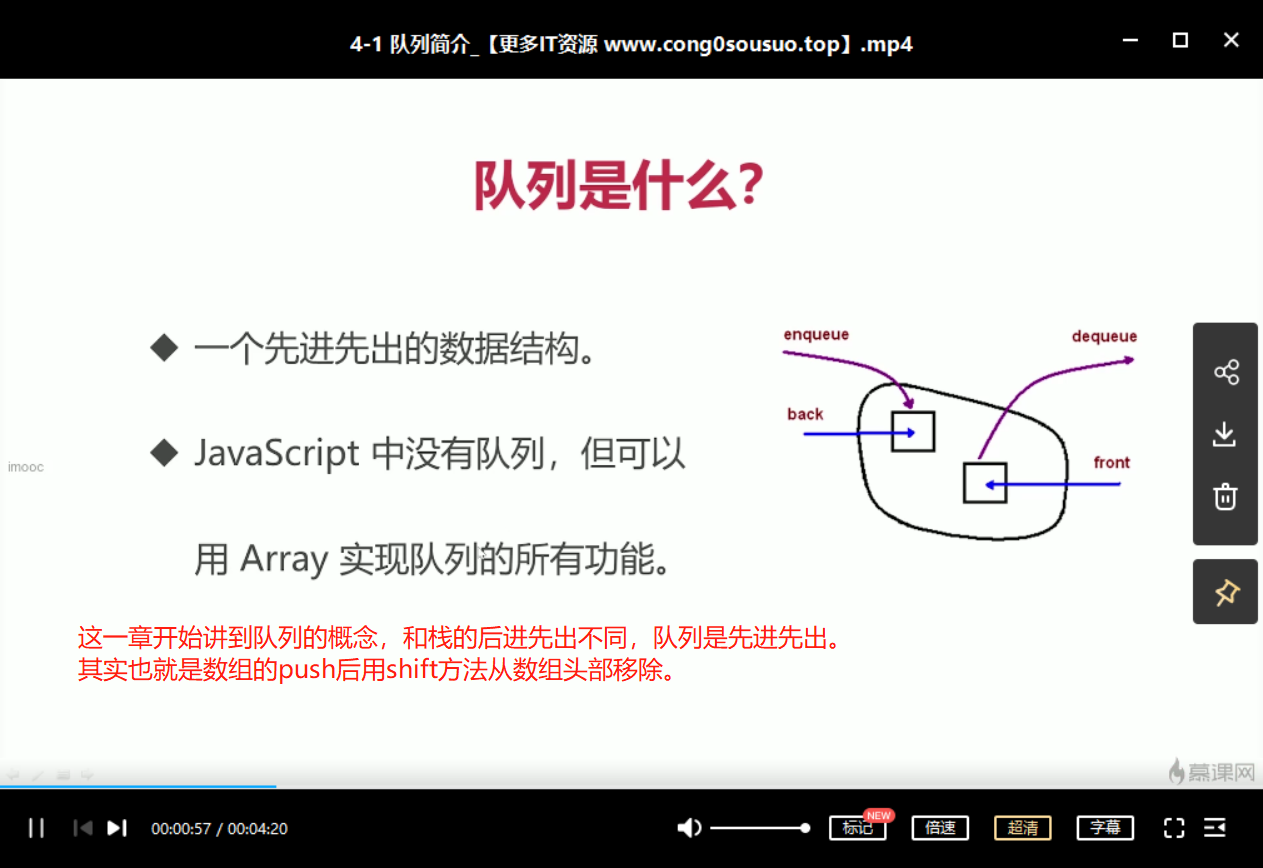 4-1 队列简介_【更多IT资源 www.cong0sousuo.top】.mp4
队列是什么?
一个先进先出的数据结构。
JavaScript 中没有队列，但可以
用 Array 实现队列的所有功能。
enqueue
dequeue
back
front
imooc
这一章开始讲到队列的概念，和栈的后进先出不同，队列是先进先出。
其实也就是数组的push后用shift方法从数组头部移除。
慕课网
00:00:57 / 00:04:20
标记
NEW
倍速
超清
字幕